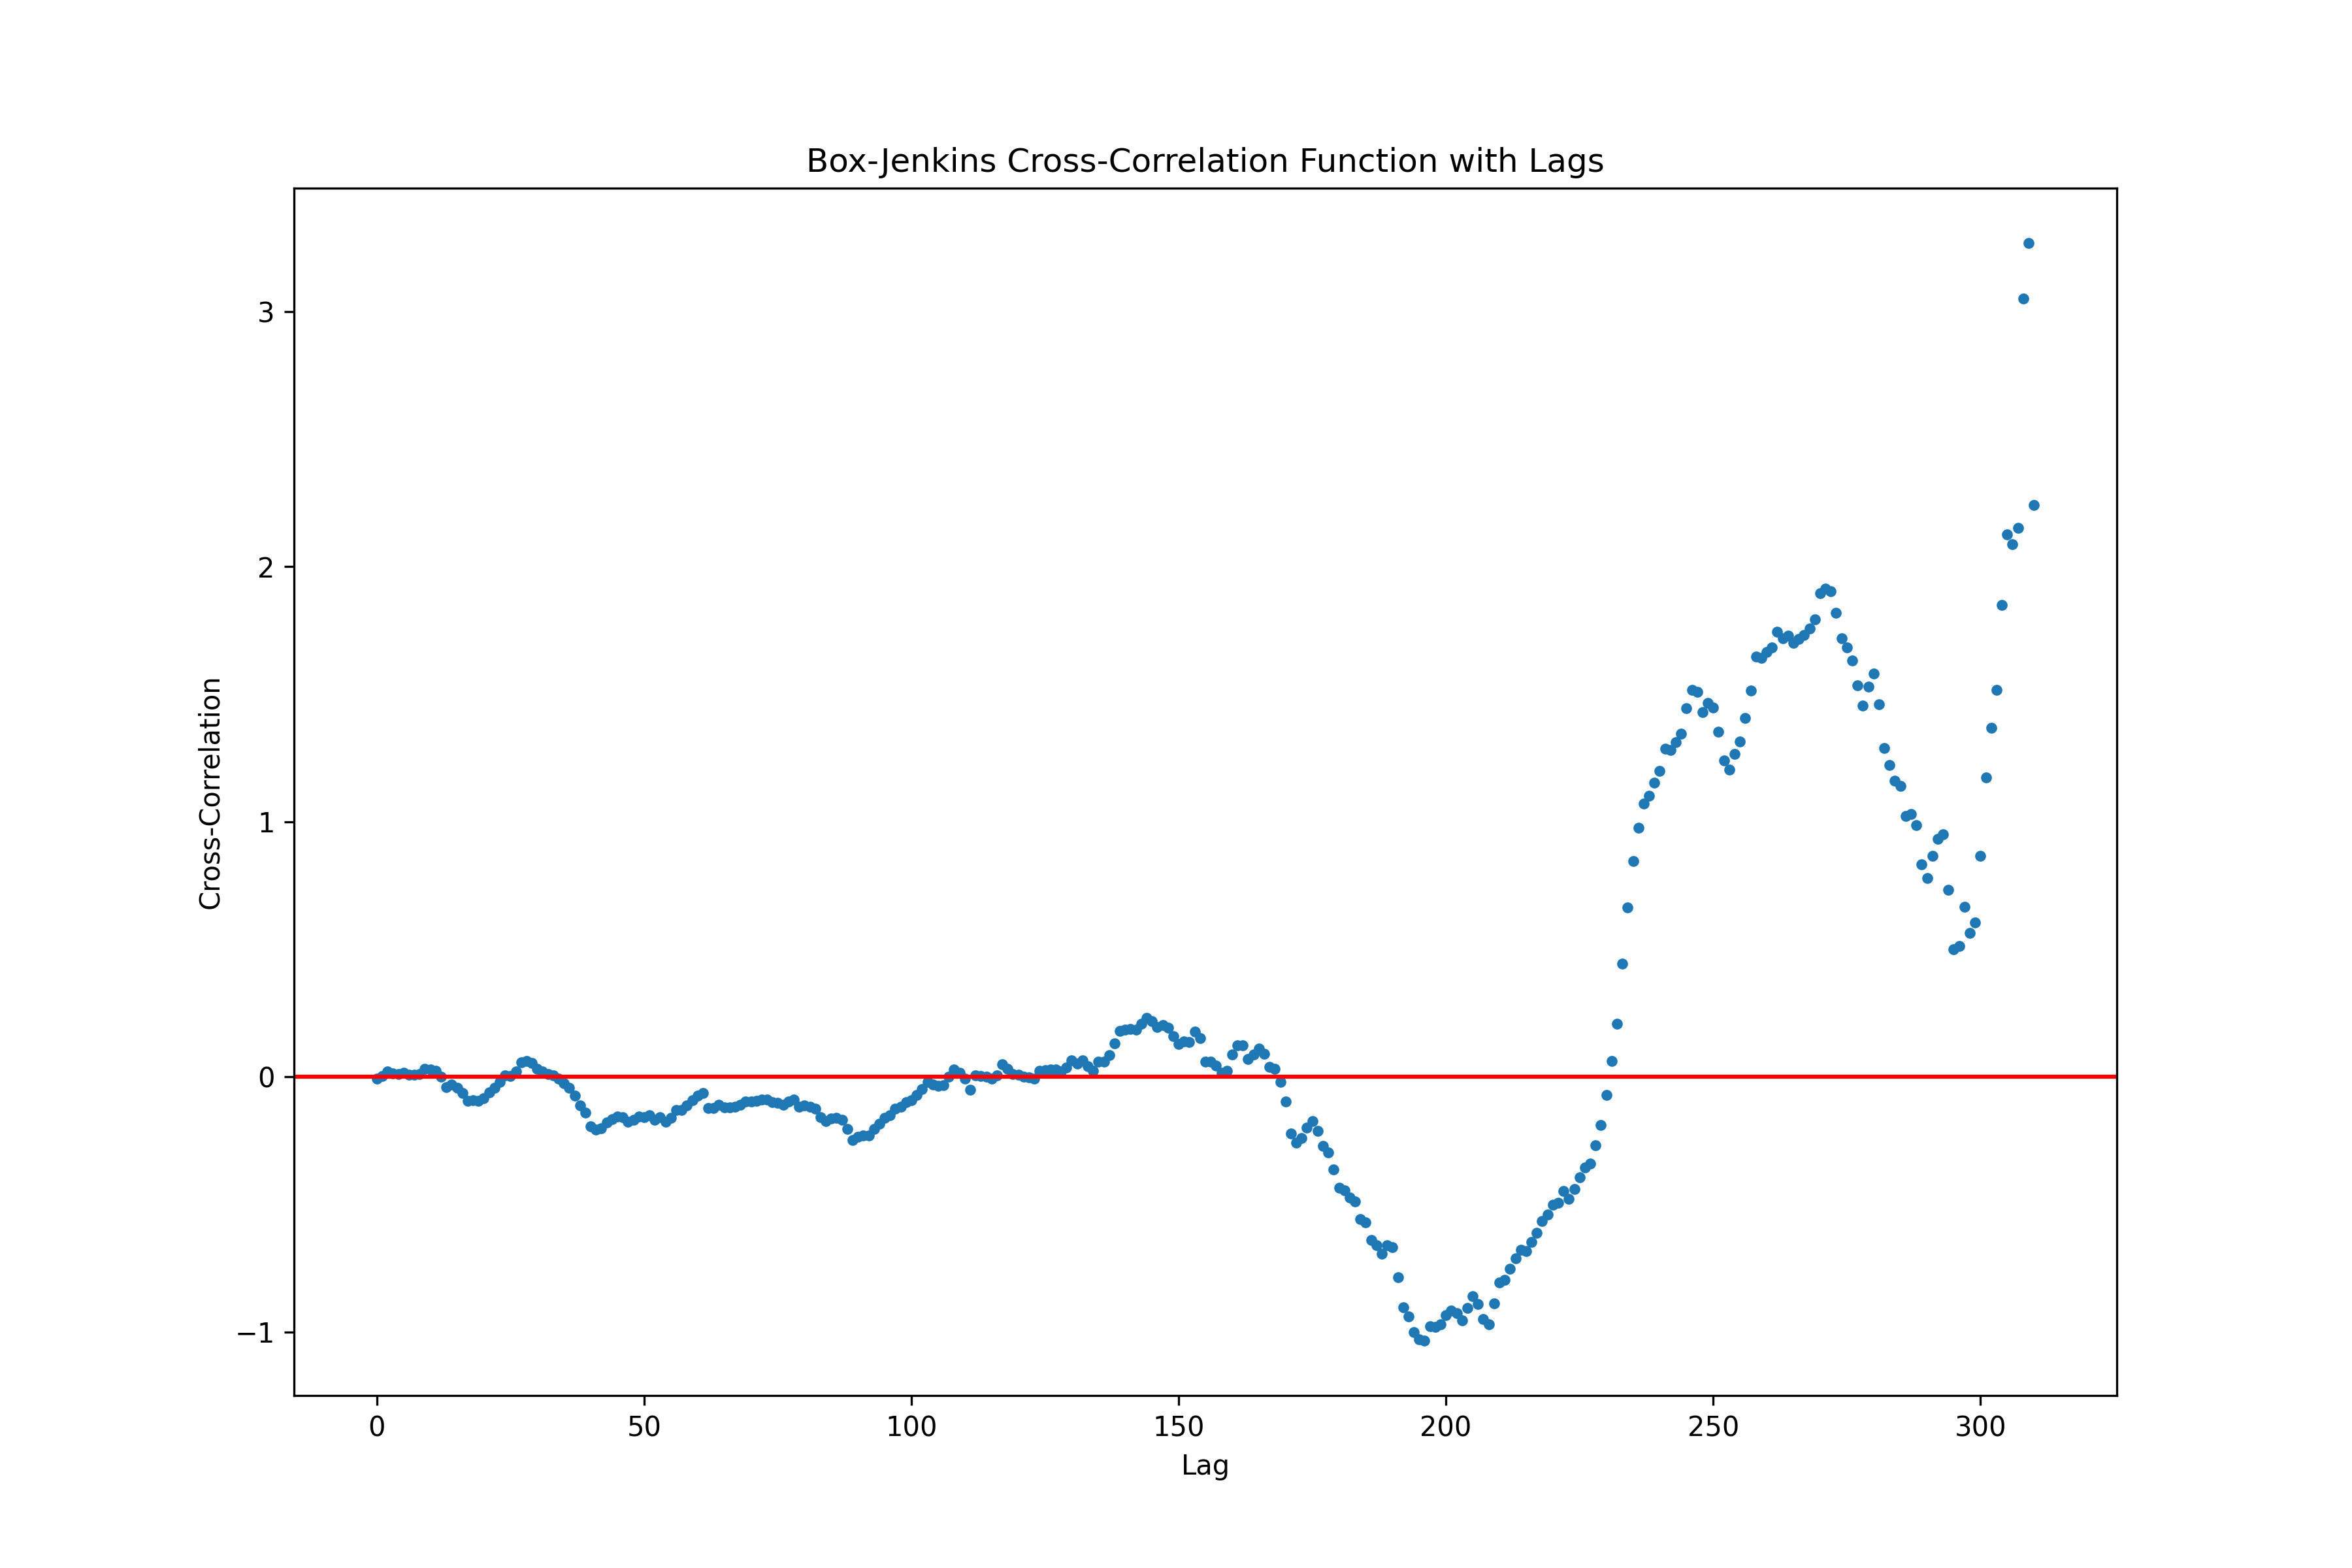 Box-Jenkins Cross-Correlation Function with Lags
3
2
1
0
−1
Cross-Correlation
0 50 100 150 200 250 300
Lag